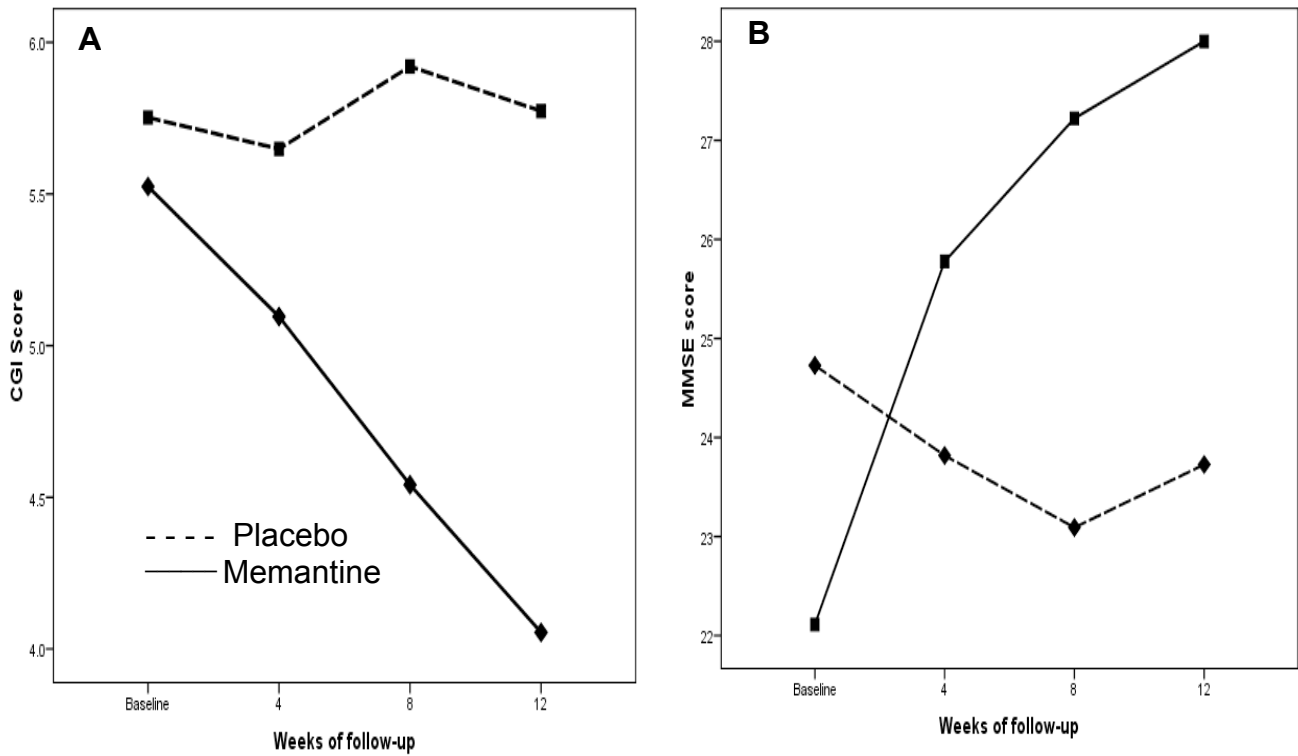 A
6.0
5.5
5.0
4.5
4.0
CGI Score
- - - - Placebo
Memantine
Baseline 4 8 12
Weeks of follow-up
B
28
27
26
25
24
23
22
MMSE score
Baseline 4 8 12
Weeks of follow-up